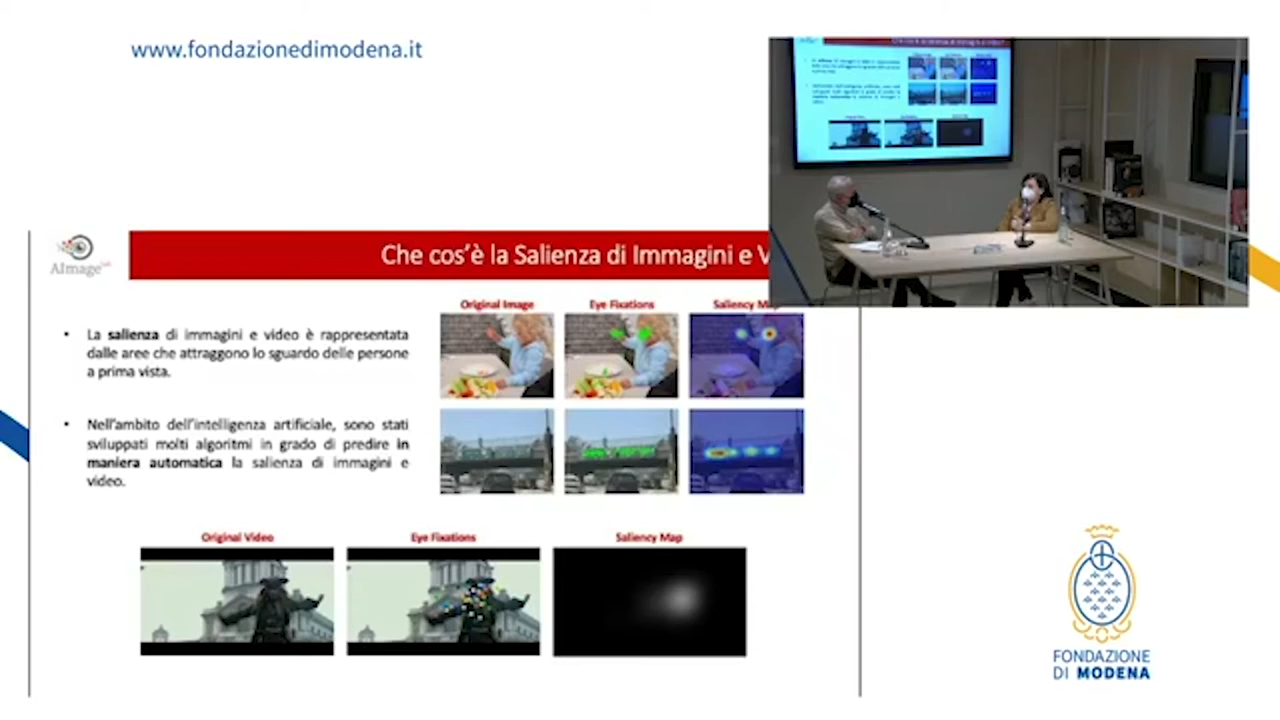 www.fondazionedimodena.it
AImage
Che cos'è la Salienza di Immagini e V
Original Image
Eye Fixations
Saliency Map
• La salienza di immagini e video è rappresentata
dalle aree che attraggono lo sguardo delle persone
a prima vista.
• Nell'ambito dell'intelligenza artificiale, sono stati
sviluppati molti algoritmi in grado di predire in
maniera automatica la salienza di immagini e
video.
Original Video
Eye Fixations
Saliency Map
FONDAZIONE
DI MODENA